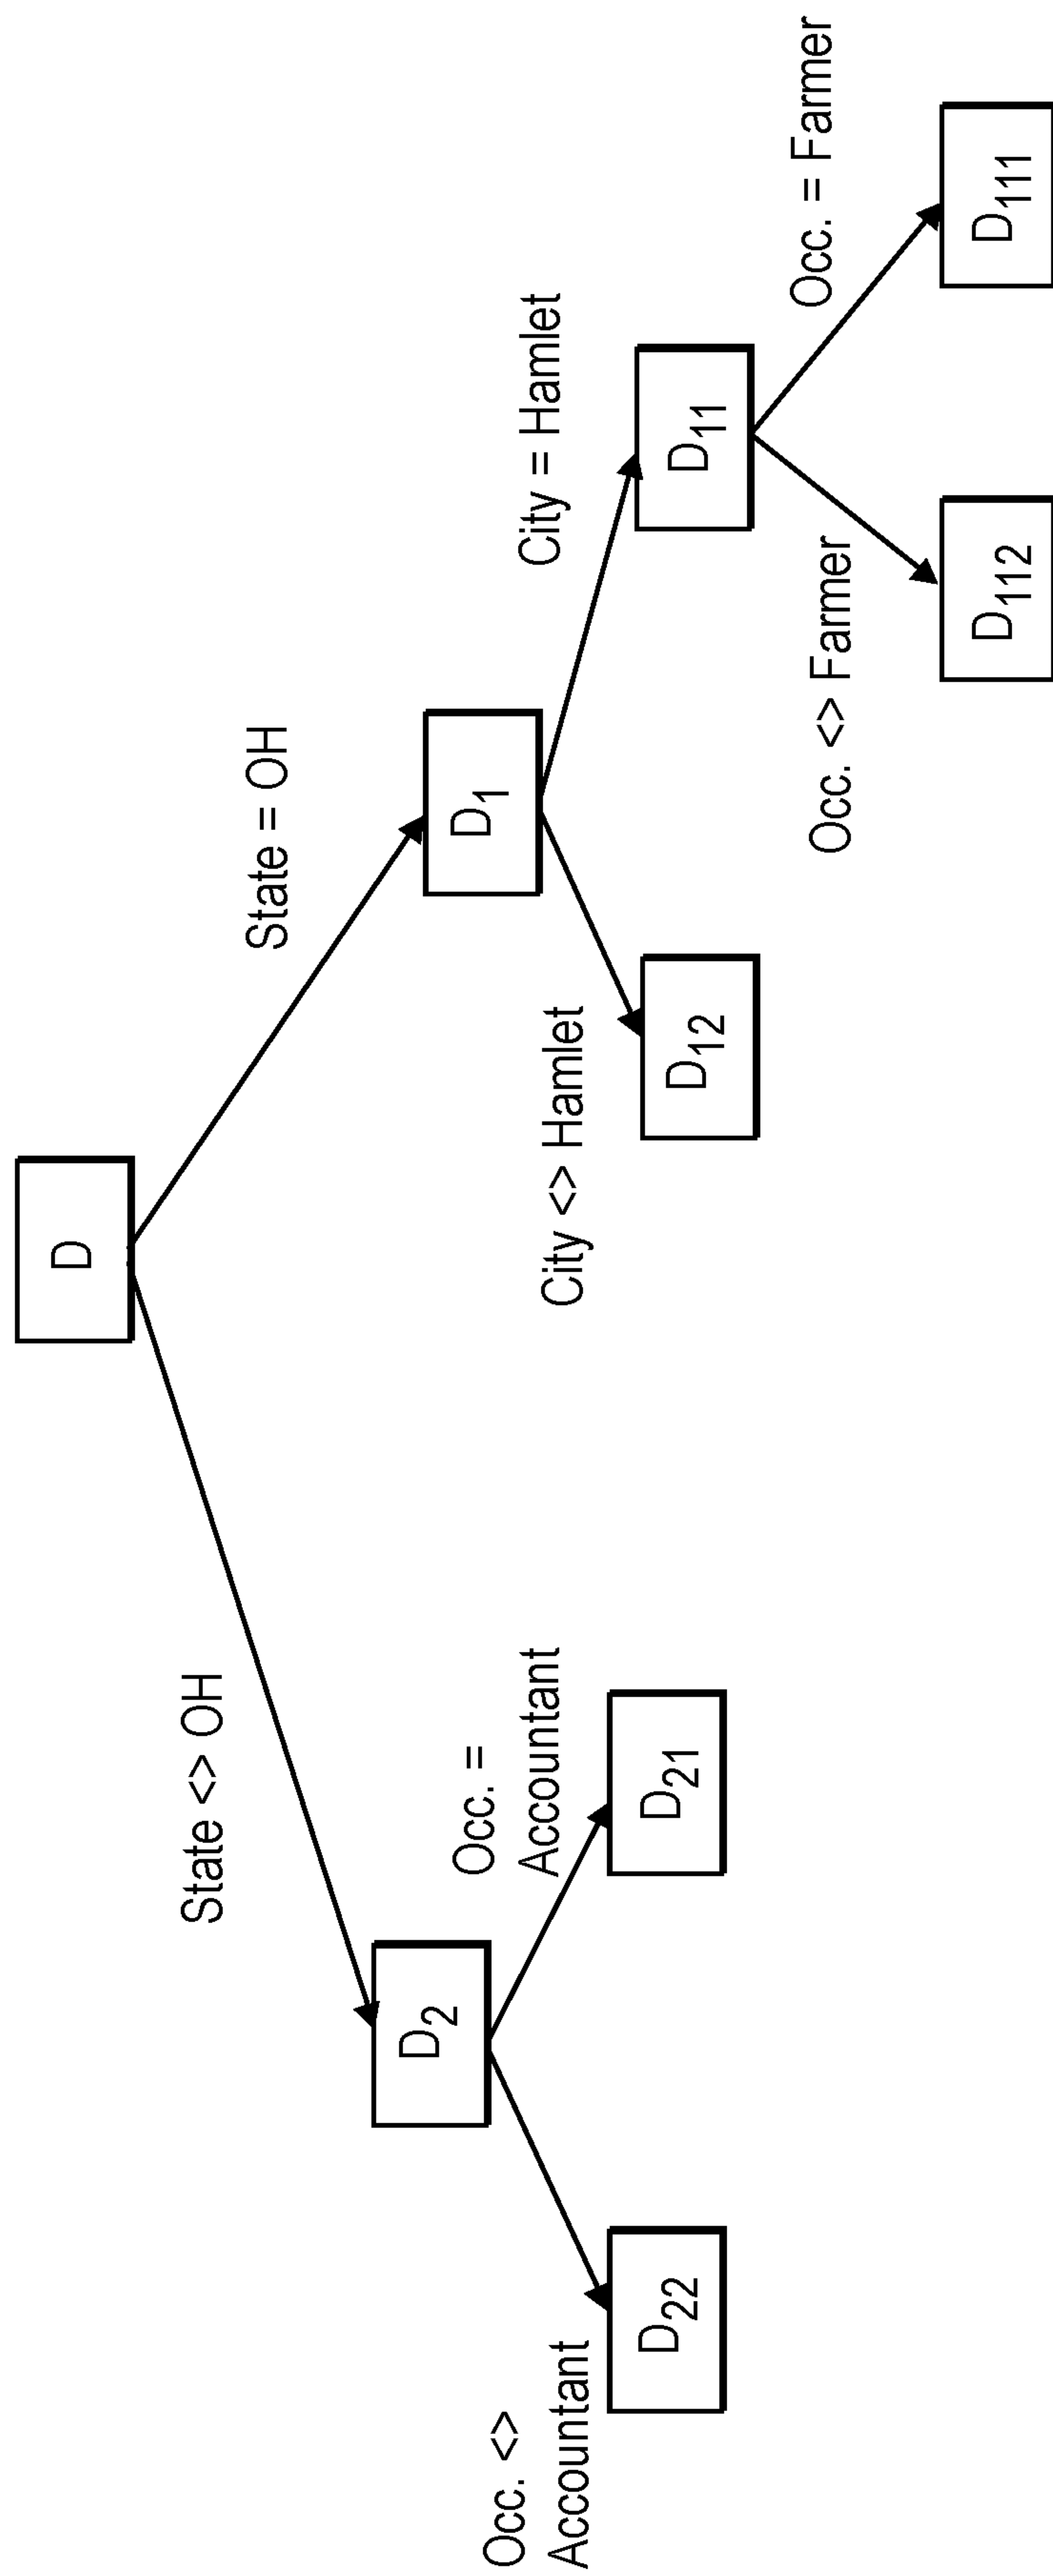 D
State <> OH
State = OH
D2
D1
Occ. <>
Accountant
Occ. =
Accountant
City <> Hamlet
City = Hamlet
D22
D21
D12
D11
Occ. <> Farmer
Occ. = Farmer
D112
D111